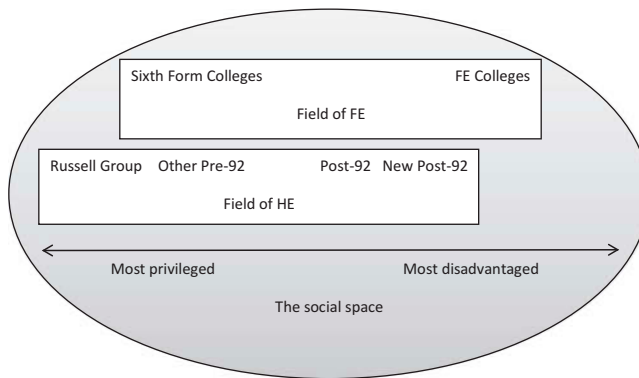 Sixth Form Colleges FE Colleges
Field of FE
Russell Group Other Pre-92 Post-92 New Post-92
Field of HE
Most privileged Most disadvantaged
The social space